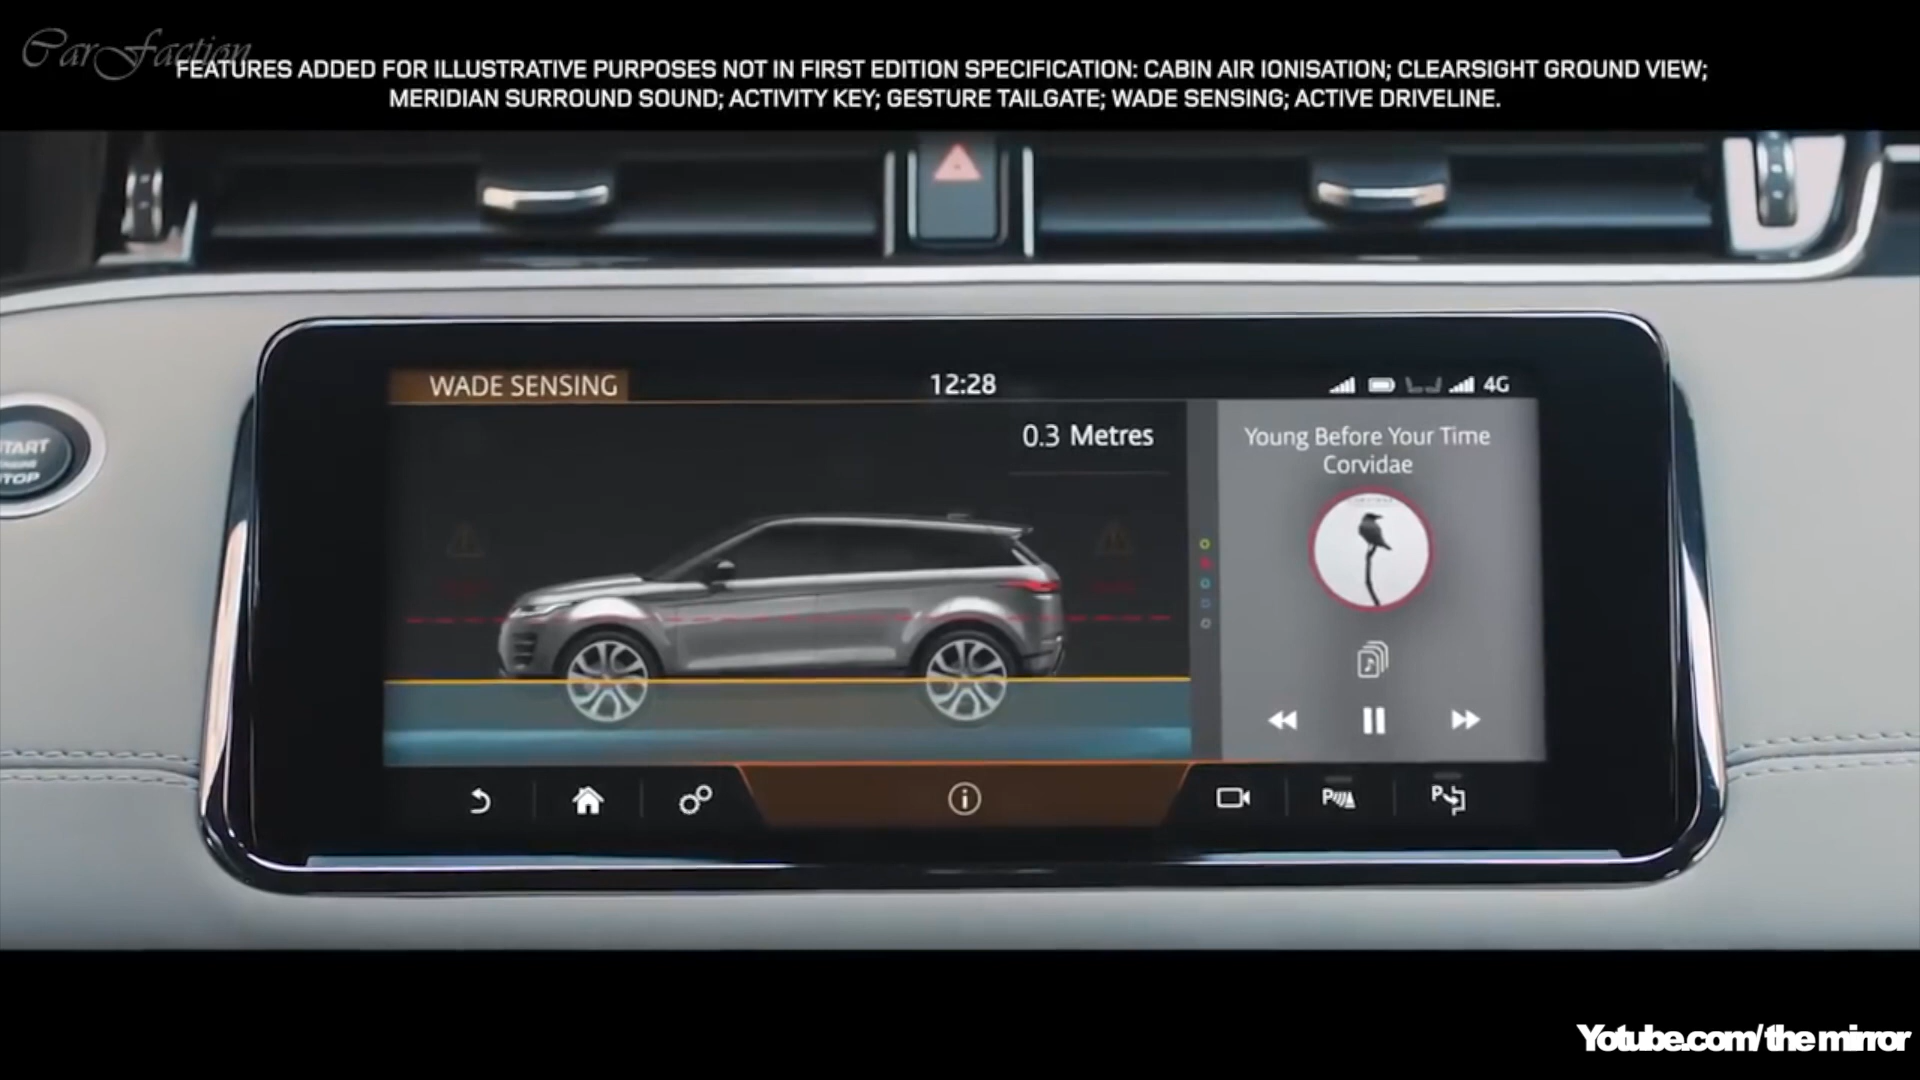 CarFaction
FEATURES ADDED FOR ILLUSTRATIVE PURPOSES NOT IN FIRST EDITION SPECIFICATION: CABIN AIR IONISATION; CLEARSIGHT GROUND VIEW;
MERIDIAN SURROUND SOUND; ACTIVITY KEY; GESTURE TAILGATE; WADE SENSING; ACTIVE DRIVELINE.
WADE SENSING
12:28
4G
0.3 Metres
Young Before Your Time
Corvidae
START
STOP
Yotube.com/the mirror